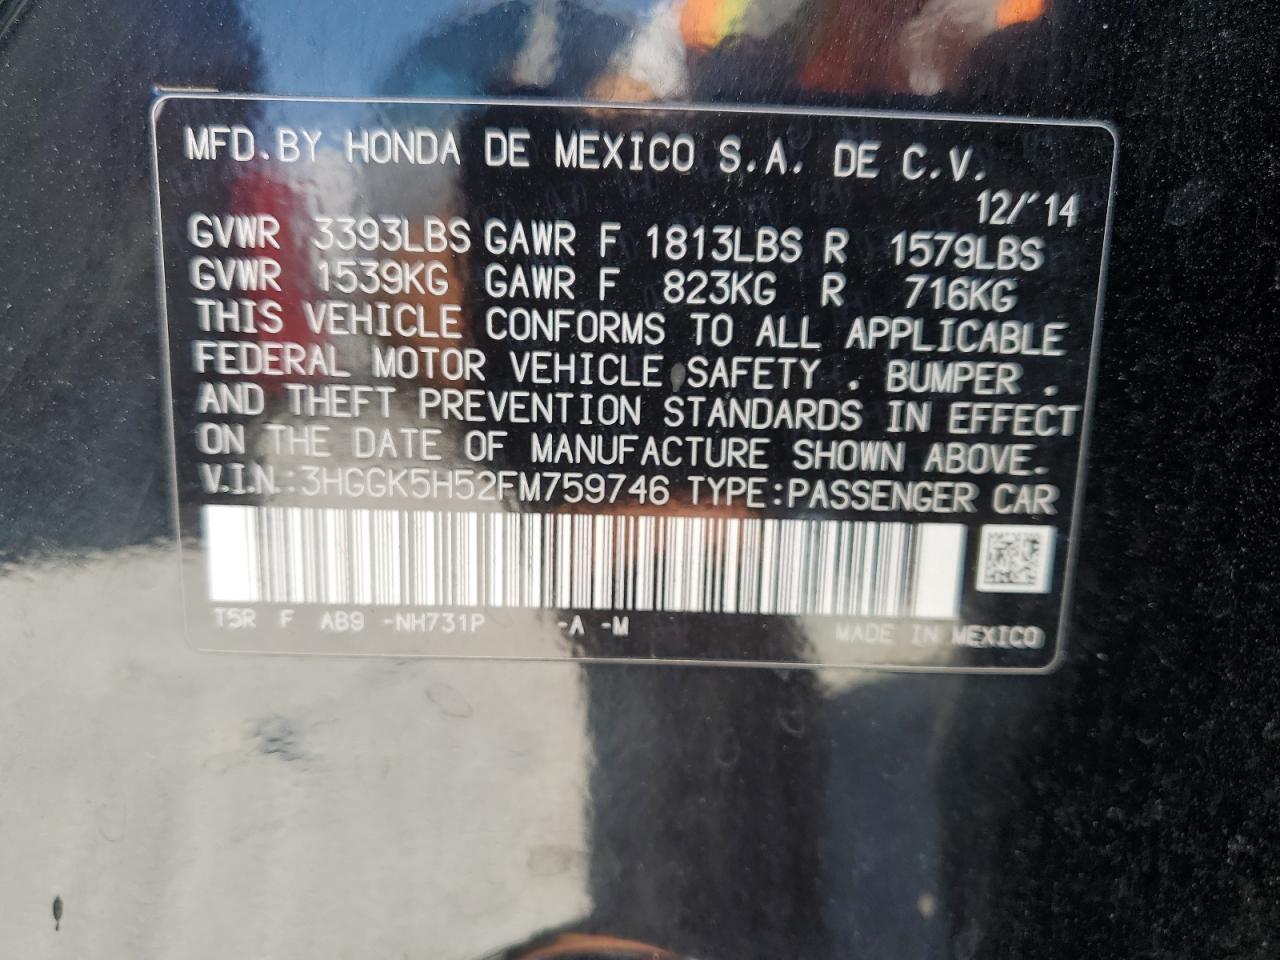 MFD.BY HONDA DE MEXICO S.A. DE C.V.
12/'14
GVWR 3393LBS GAWR F 1813LBS R 1579LBS
GVWR 1539KG GAWR F 823KG R 716KG
THIS VEHICLE CONFORMS TO ALL APPLICABLE
FEDERAL MOTOR VEHICLE SAFETY . BUMPER .
AND THEFT PREVENTION STANDARDS IN EFFECT
ON THE DATE OF MANUFACTURE SHOWN ABOVE.
V.I.N.:3HGGK5H52FM759746 TYPE:PASSENGER CAR
T5R F AB9 -NH731P -A -M MADE IN MEXICO